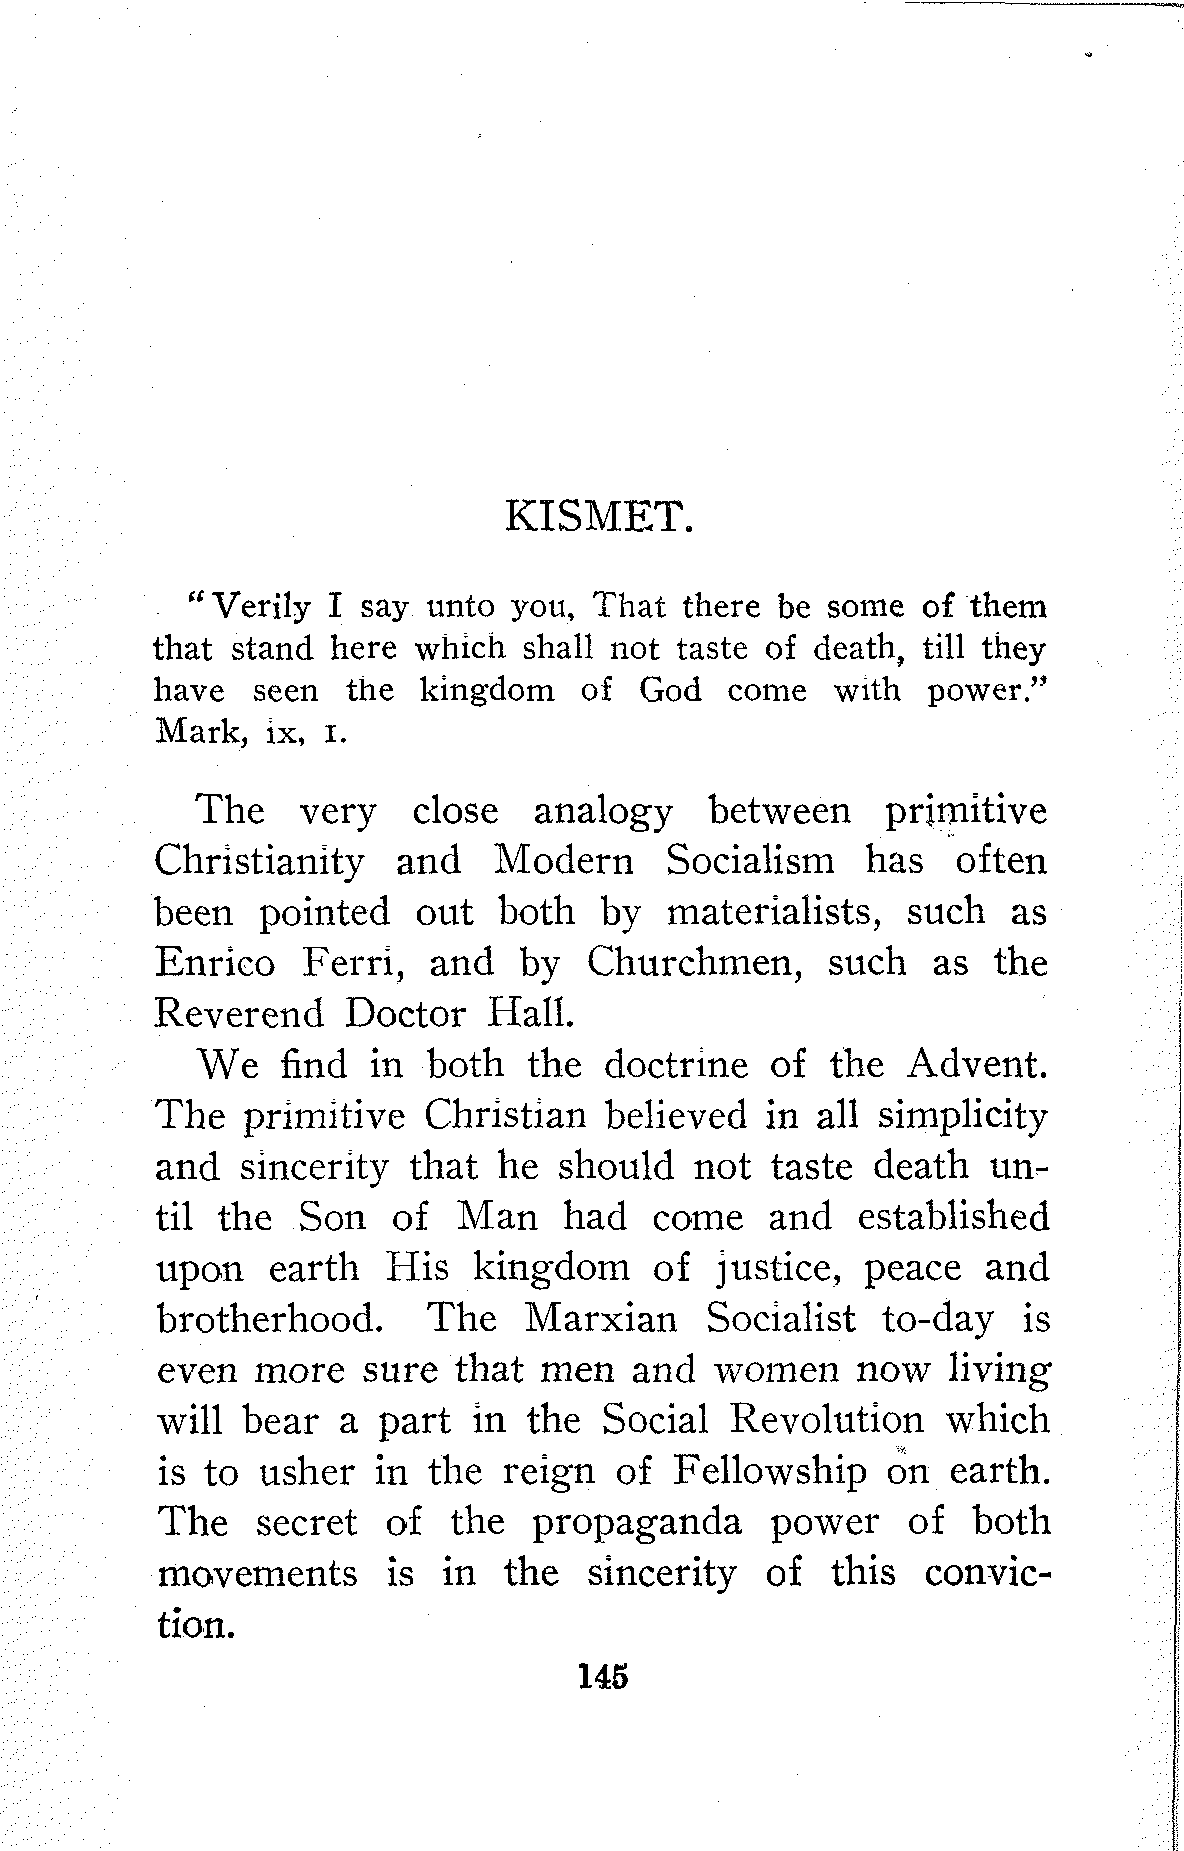 KISMET.
"Verily I say unto you, That there be some of them
that stand here which shall not taste of death, till they
have seen the kingdom of God come with power."
Mark, ix, 1.
The very close analogy between primitive
Christianity and Modern Socialism has often
been pointed out both by materialists, such as
Enrico Ferri, and by Churchmen, such as the
Reverend Doctor Hall.
We find in both the doctrine of the Advent.
The primitive Christian believed in all simplicity
and sincerity that he should not taste death un-
til the Son of Man had come and established
upon earth His kingdom of justice, peace and
brotherhood. The Marxian Socialist to-day is
even more sure that men and women now living
will bear a part in the Social Revolution which
is to usher in the reign of Fellowship on earth.
The secret of the propaganda power of both
movements is in the sincerity of this convic-
tion.
145